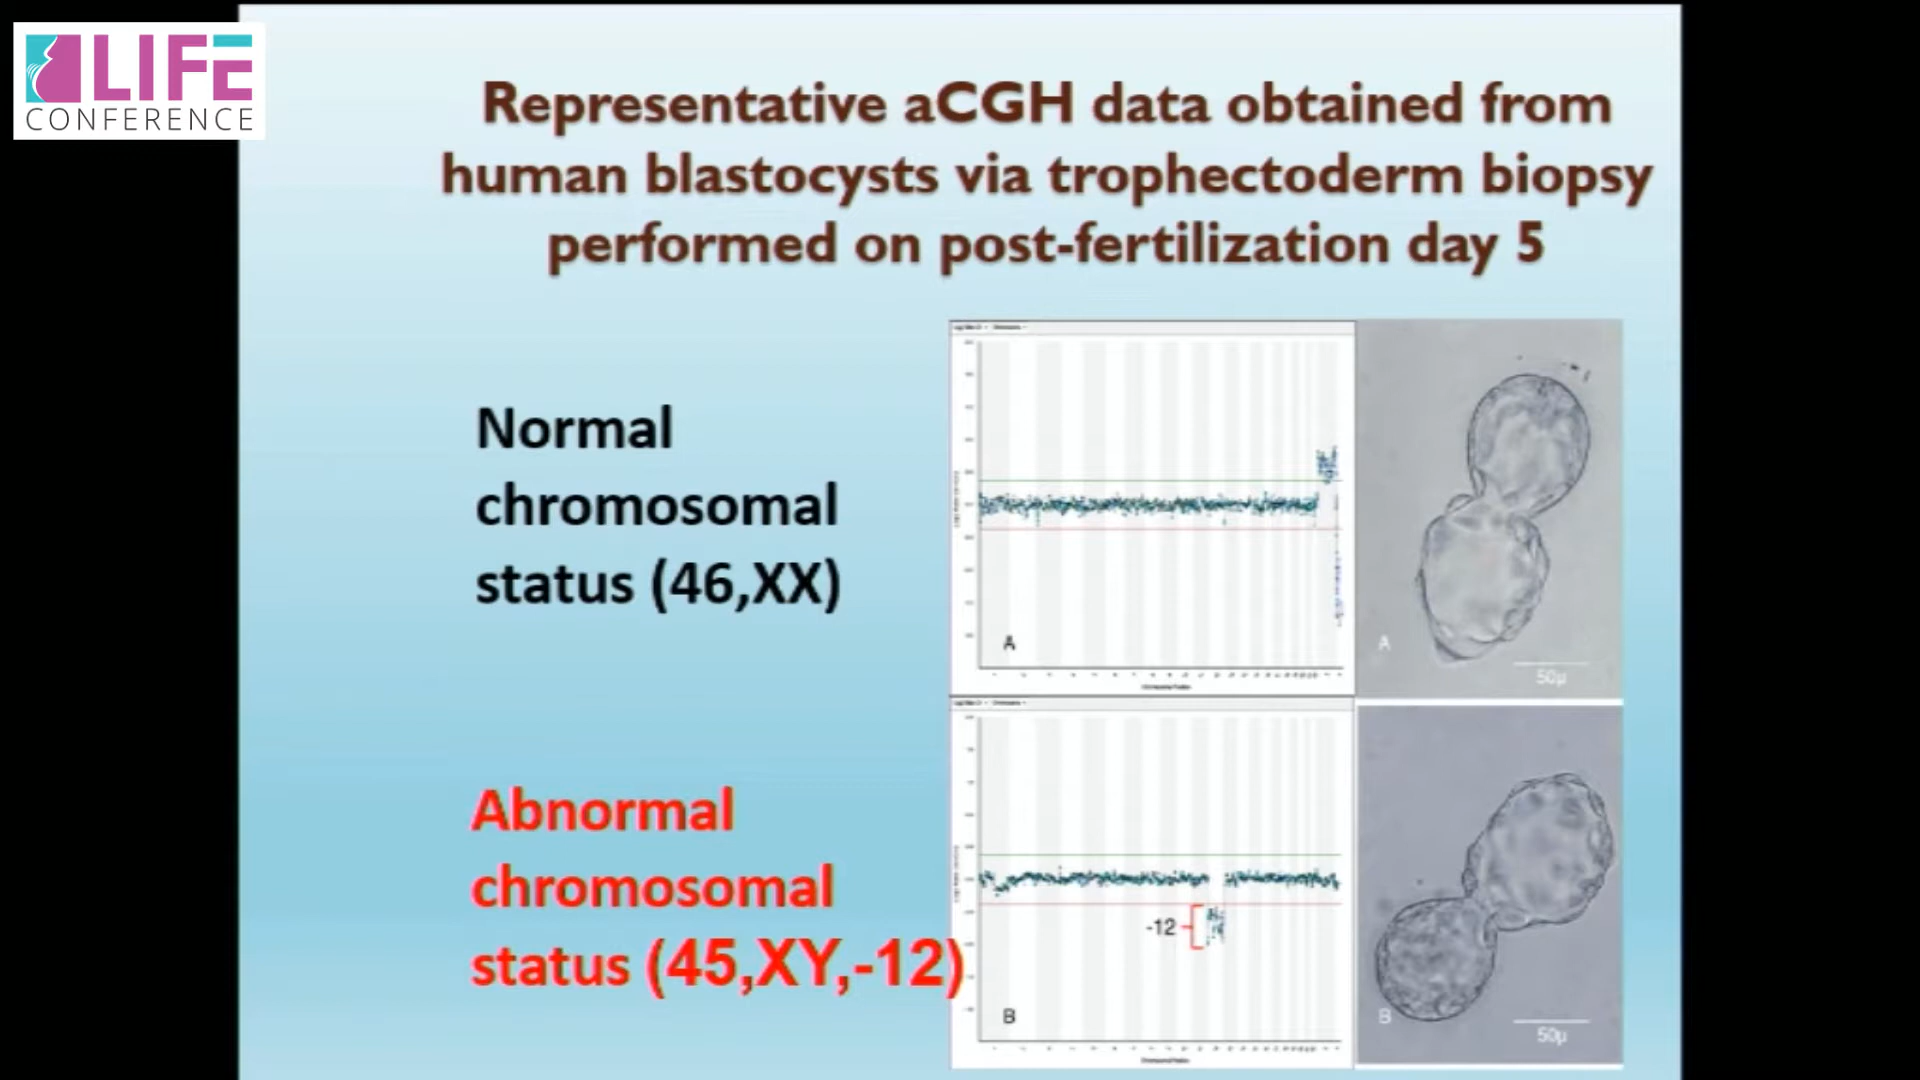 LIFE
CONFERENCE
Representative aCGH data obtained from
human blastocysts via trophectoderm biopsy
performed on post-fertilization day 5
Normal
chromosomal
status (46,XX)
A
A
50µ
Abnormal
chromosomal
status (45,XY,-12)
-12
B
B
50µ